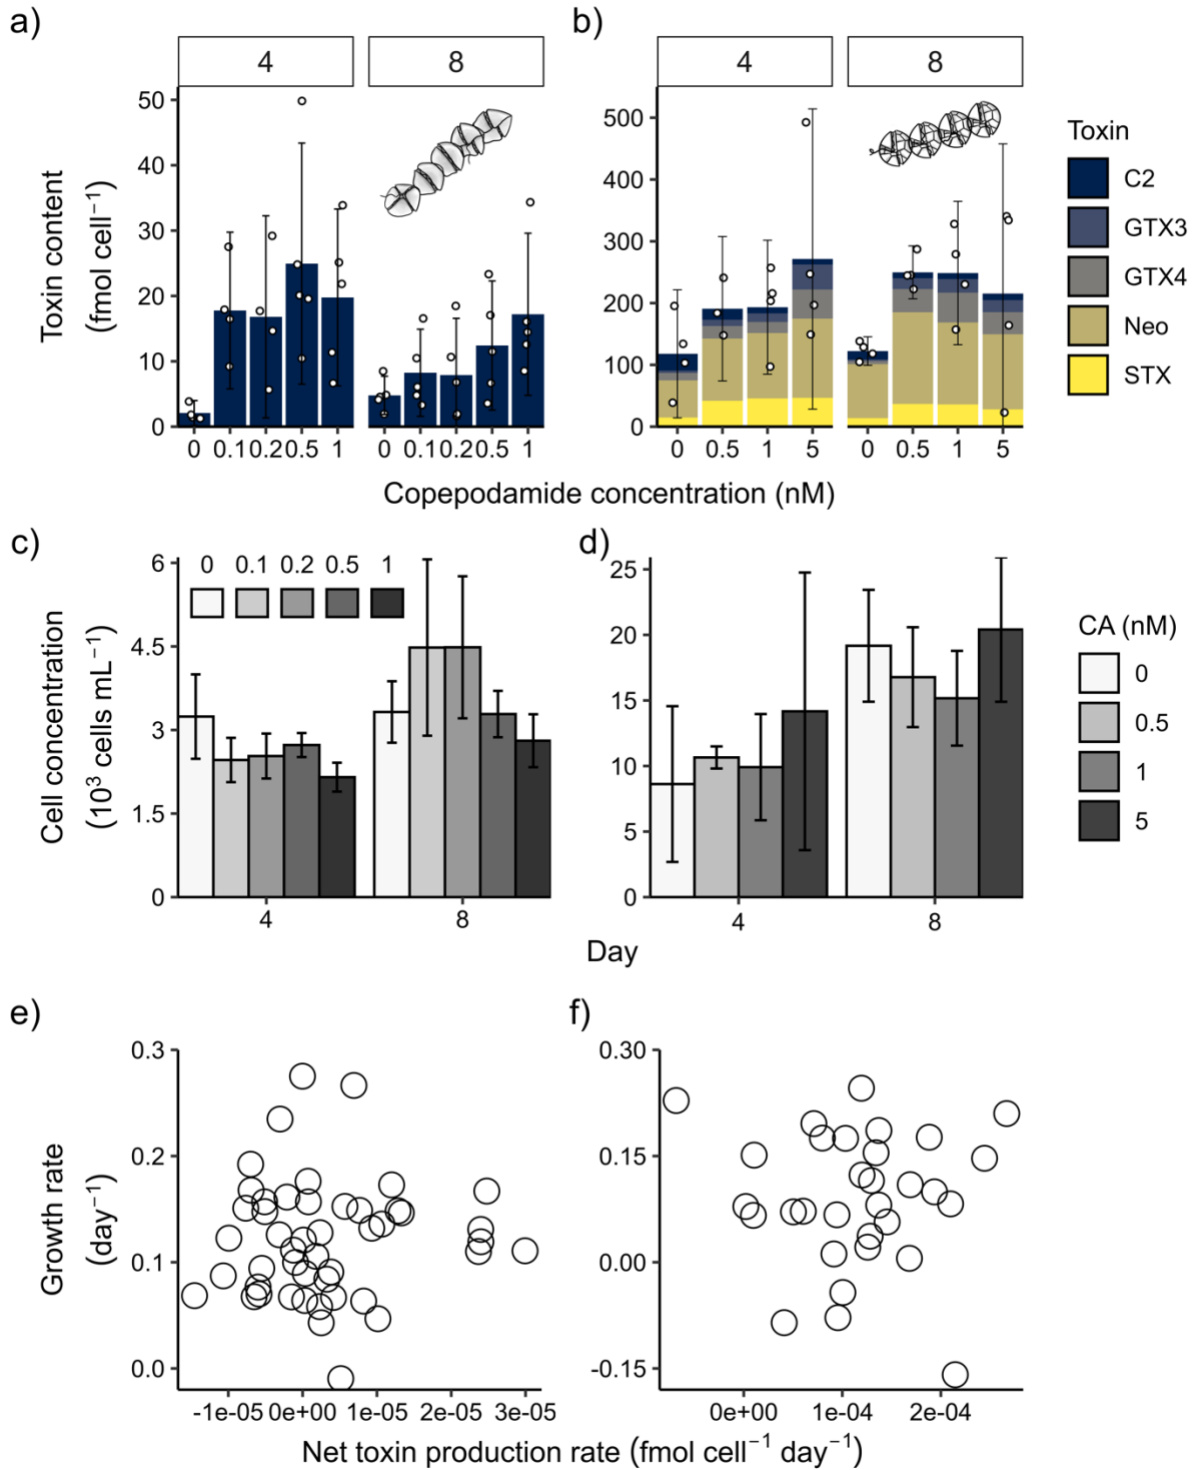 a)
b)
4
8
4
8
50
40
30
20
10
0
Toxin content
(fmol cell⁻¹)
0 0.1 0.2 0.5 1
0 0.1 0.2 0.5 1
500
400
300
200
100
0
0 0.5 1 5
0 0.5 1 5
Toxin
C2
GTX3
GTX4
Neo
STX
Copepodamide concentration (nM)
c)
d)
0 0.1 0.2 0.5 1
6
4.5
3
1.5
0
Cell concentration
(10³ cells mL⁻¹)
4 8
25
20
15
10
5
0
4 8
CA (nM)
0
0.5
1
5
Day
e)
f)
0.3
0.2
0.1
0.0
Growth rate
(day⁻¹)
-1e-05 0e+00 1e-05 2e-05 3e-05
0.30
0.15
0.00
-0.15
0e+00 1e-04 2e-04
Net toxin production rate (fmol cell⁻¹ day⁻¹)